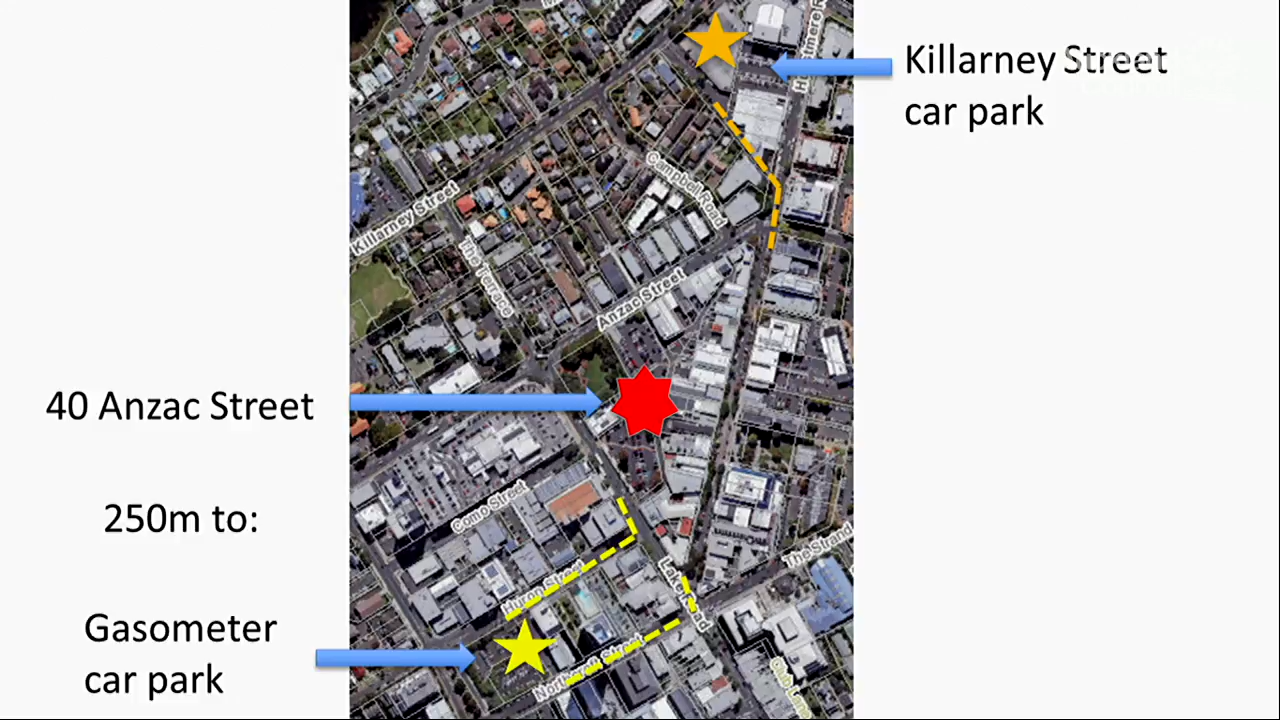 Killarney Street
car park
Campbell Road
Killarney Street
The Terrace
Anzac Street
40 Anzac Street
Como Street
250m to:
The Strand
Huron Street
Lake Road
Gasometer
car park
Northcroft Street